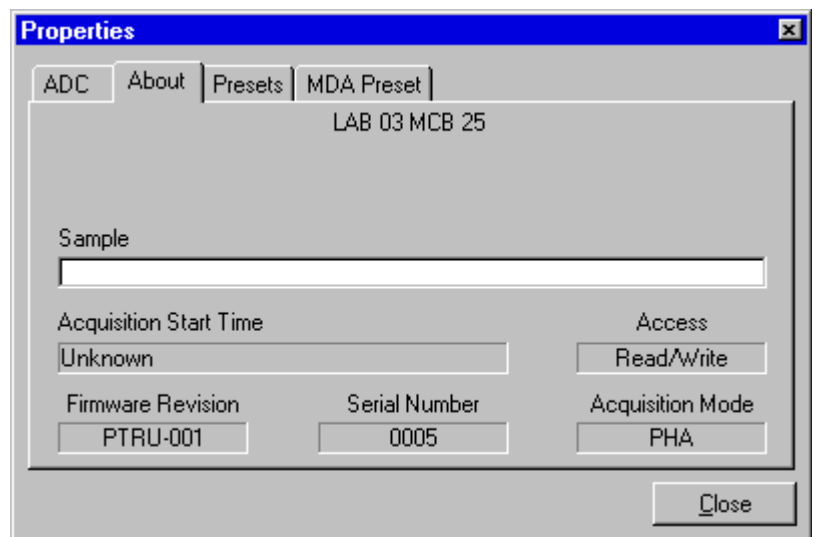 Properties
ADC About Presets MDA Preset
LAB 03 MCB 25
Sample
Acquisition Start Time Access
Unknown Read/Write
Firmware Revision Serial Number Acquisition Mode
PTRU-001 0005 PHA
Close